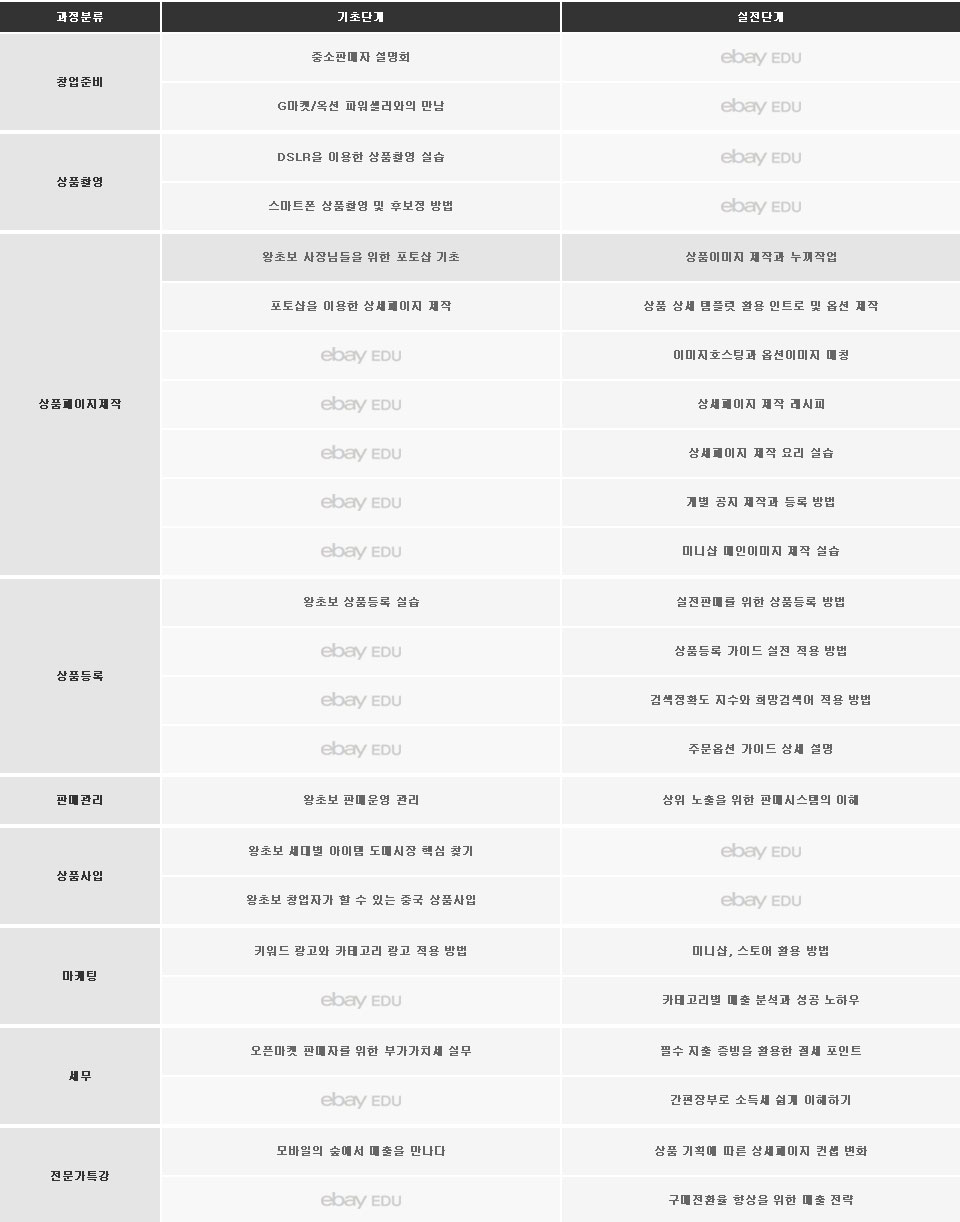 과정분류 기초단계 실전단계
창업준비
중소판매자 설명회 ebay EDU
G마켓/옥션 파워셀러와의 만남 ebay EDU
상품촬영
DSLR을 이용한 상품촬영 실습 ebay EDU
스마트폰 상품촬영 및 후보정 방법 ebay EDU
상품페이지제작
왕초보 사장님들을 위한 포토샵 기초 상품이미지 제작과 누끼작업
포토샵을 이용한 상세페이지 제작 상품 상세 템플릿 활용 인트로 및 옵션 제작
ebay EDU 이미지호스팅과 옵션이미지 매칭
ebay EDU 상세페이지 제작 레시피
ebay EDU 상세페이지 제작 요리 실습
ebay EDU 개별 공지 제작과 등록 방법
ebay EDU 미니샵 메인이미지 제작 실습
상품등록
왕초보 상품등록 실습 실전판매를 위한 상품등록 방법
ebay EDU 상품등록 가이드 실전 적용 방법
ebay EDU 검색정확도 지수와 희망검색어 적용 방법
ebay EDU 주문옵션 가이드 상세 설명
판매관리 왕초보 판매운영 관리 상위 노출을 위한 판매시스템의 이해
상품사입
왕초보 세대별 아이템 도매시장 핵심 찾기 ebay EDU
왕초보 창업자가 할 수 있는 중국 상품사입 ebay EDU
마케팅
키워드 광고와 카테고리 광고 적용 방법 미니샵, 스토어 활용 방법
ebay EDU 카테고리별 매출 분석과 성공 노하우
세무
오픈마켓 판매자를 위한 부가가치세 실무 필수 지출 증빙을 활용한 절세 포인트
ebay EDU 간편장부로 소득세 쉽게 이해하기
전문가특강
모바일의 숲에서 매출을 만나다 상품 기획에 따른 상세페이지 컨셉 변화
ebay EDU 구매전환율 향상을 위한 매출 전략